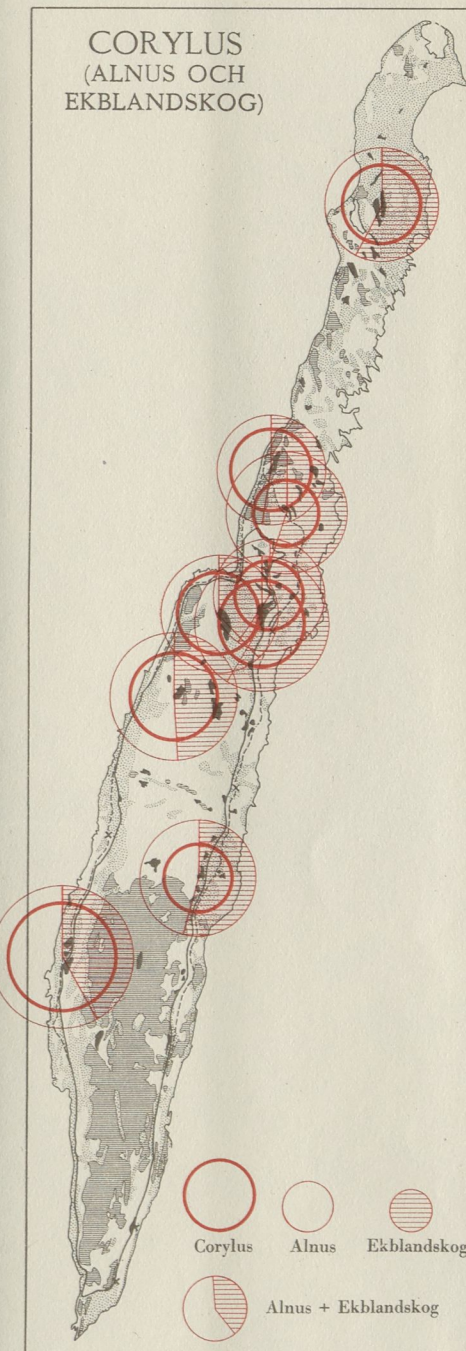 CORYLUS
(ALNUS OCH
EKBLANDSKOG)
Corylus Alnus Ekblandskog
Alnus + Ekblandskog